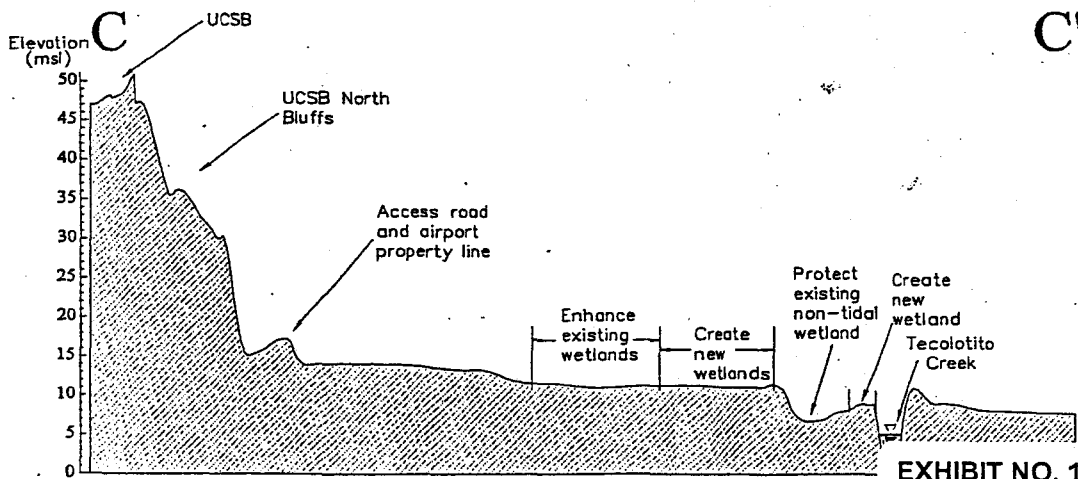 C
UCSB
C'
Elevation
(msl)
50
45
40
35
30
25
20
15
10
5
0
UCSB North
Bluffs
Access road
and airport
property line
Enhance
existing
wetlands
Create
new
wetlands
Protect
existing
non-tidal
wetland
Create
new
wetland
Tecolotito
Creek
EXHIBIT NO. 1